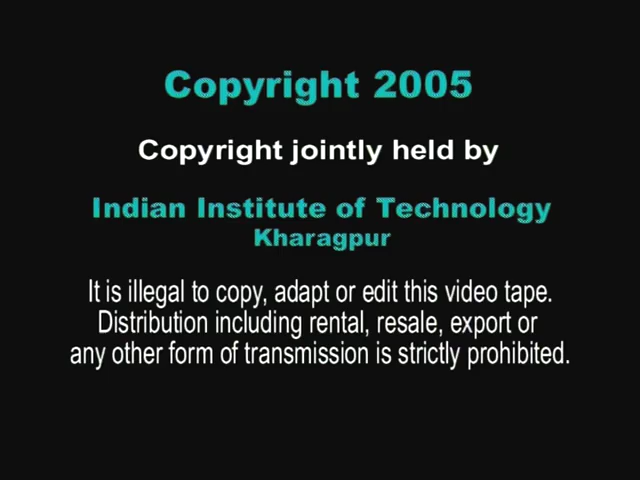 Copyright 2005
Copyright jointly held by
Indian Institute of Technology
Kharagpur
It is illegal to copy, adapt or edit this video tape.
Distribution including rental, resale, export or
any other form of transmission is strictly prohibited.